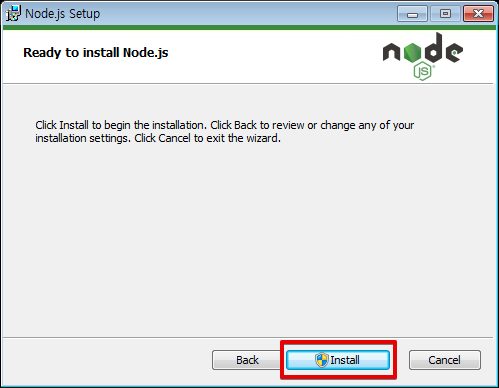 Node.js Setup
Ready to install Node.js
node
JS
Click Install to begin the installation. Click Back to review or change any of your
installation settings. Click Cancel to exit the wizard.
Back
Install
Cancel